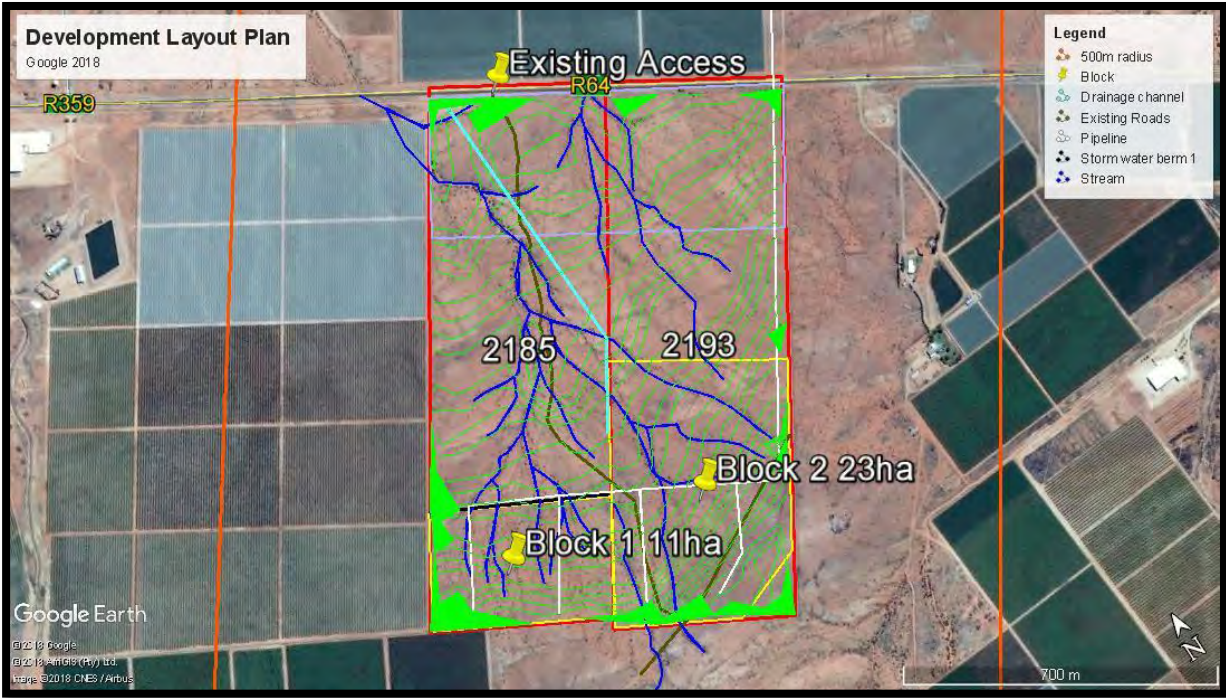 Development Layout Plan
Google 2018
Legend
500m radius
Block
Drainage channel
Existing Roads
Pipeline
Storm water berm 1
Stream
Existing Access
R64
R359
2185
2193
Block 2 23ha
Block 1 11ha
Google Earth
© 2018 Google
© 2018 AfriGIS (Pty) Ltd.
Image © 2018 CNES / Airbus
N
700 m